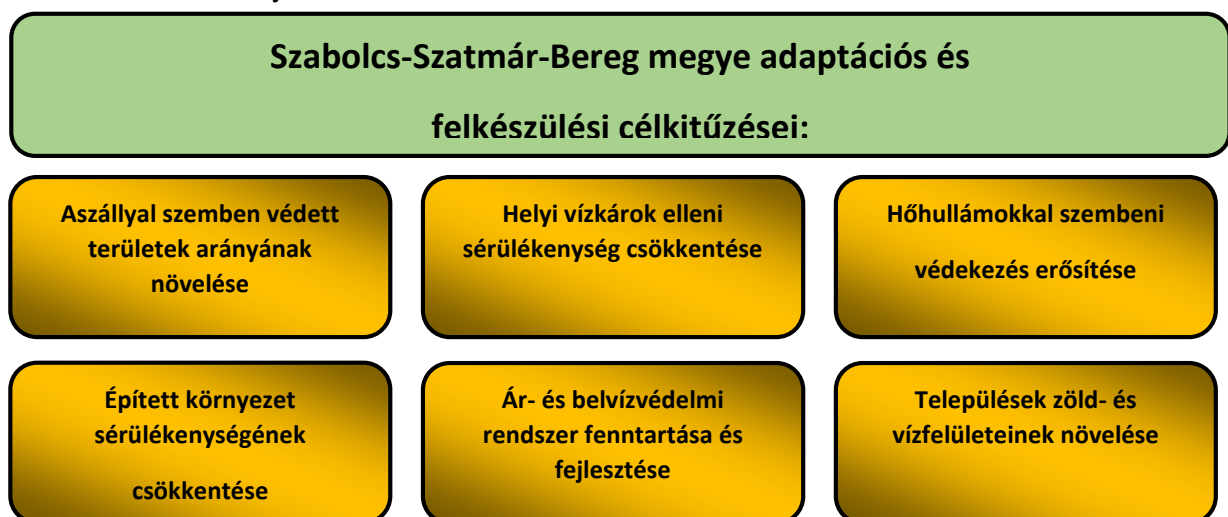 Szabolcs-Szatmár-Bereg megye adaptációs és
felkészülési célkitűzései:
Aszállyal szemben védett
területek arányának
növelése
Helyi vízkárok elleni
sérülékenység csökkentése
Hőhullámokkal szembeni
védekezés erősítése
Épített környezet
sérülékenységének
csökkentése
Ár- és belvízvédelmi
rendszer fenntartása és
fejlesztése
Települések zöld- és
vízfelületeinek növelése